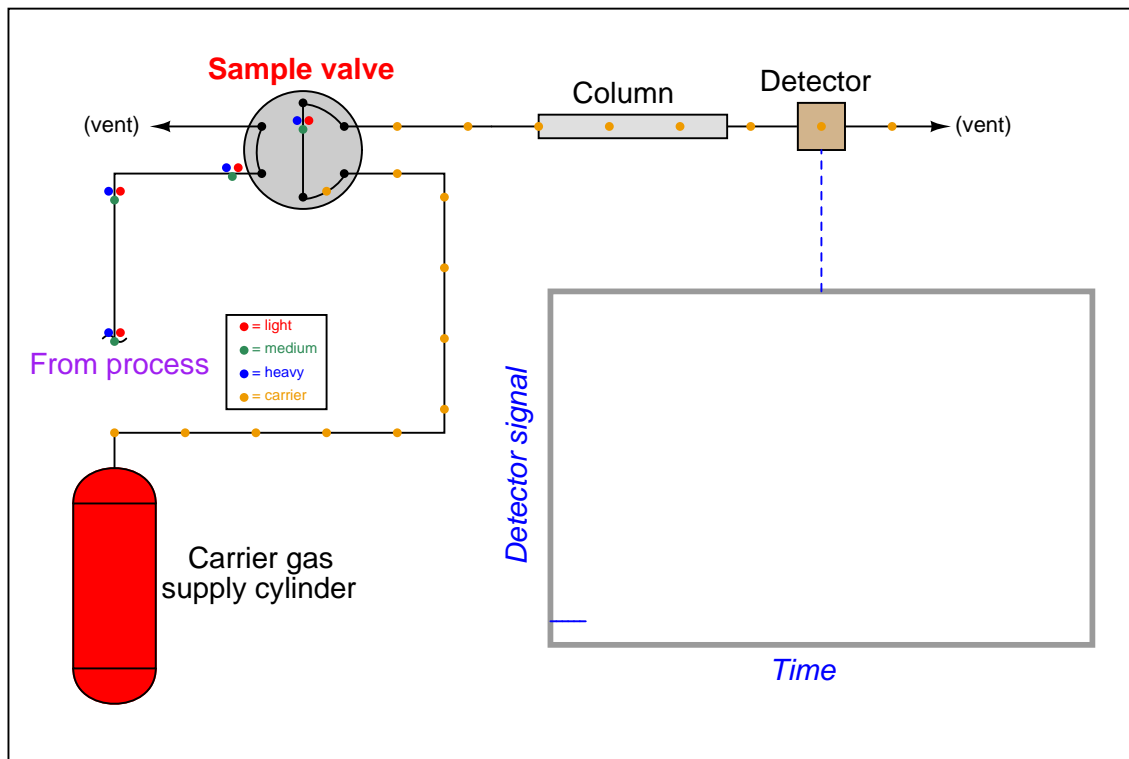 Sample valve
Column
Detector
(vent)
(vent)
= light
= medium
= heavy
= carrier
From process
Detector signal
Carrier gas
supply cylinder
Time